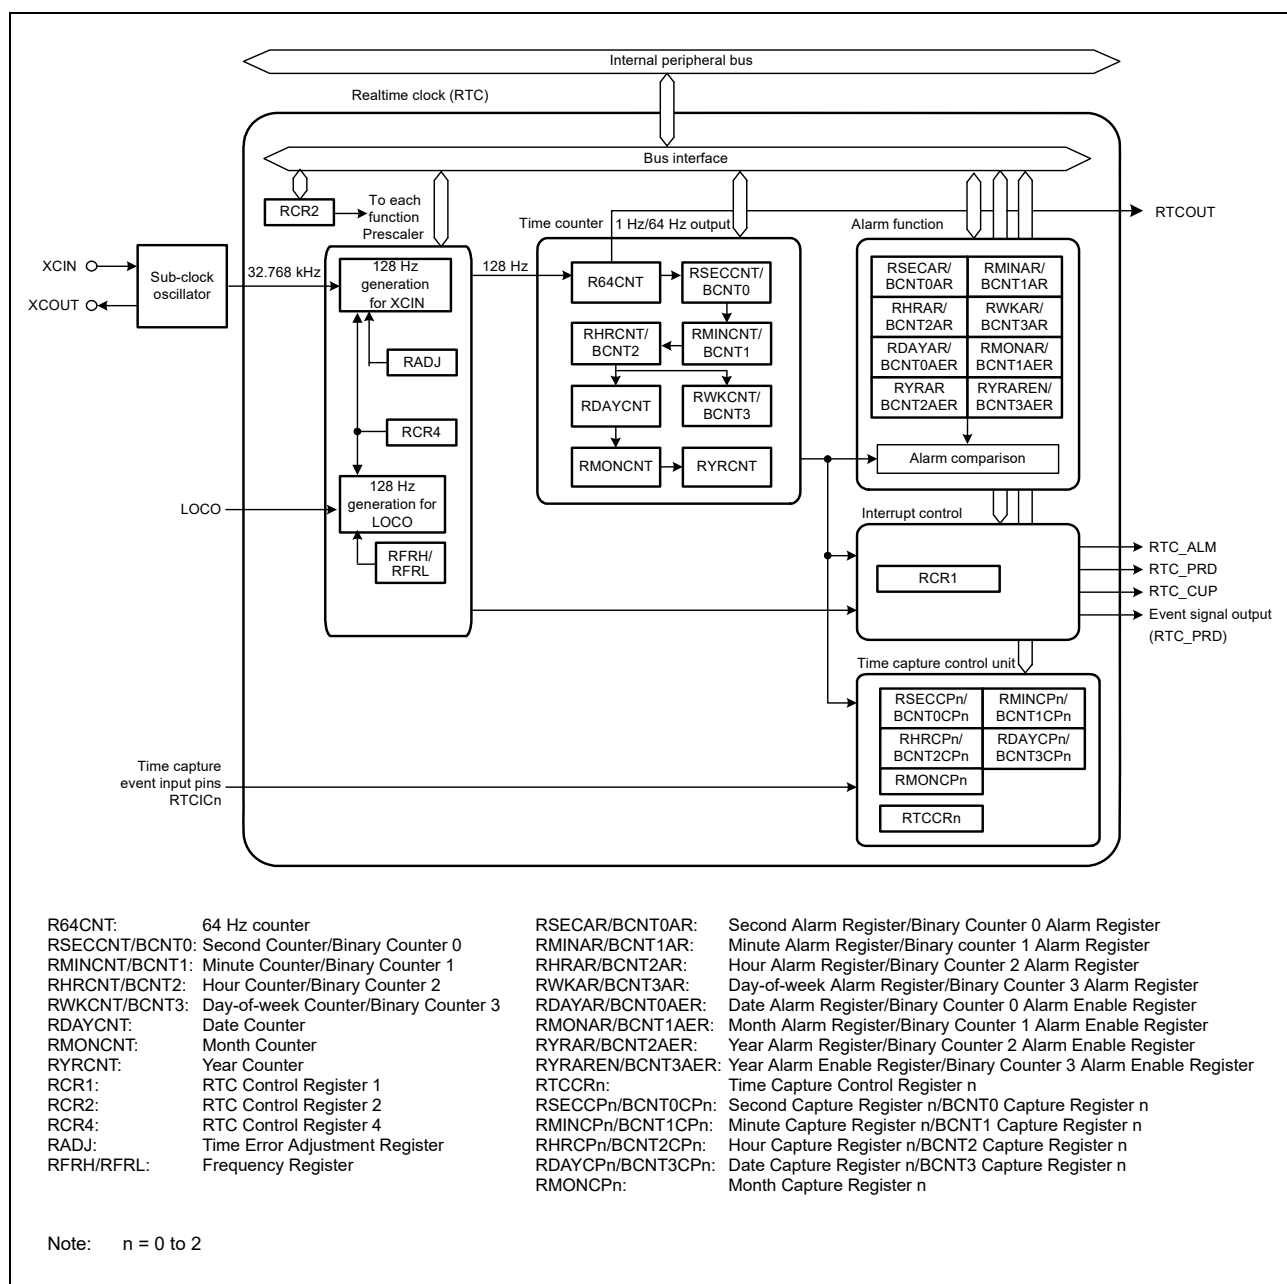 Internal peripheral bus
Realtime clock (RTC)
Bus interface
RCR2
To each
function
Prescaler
Time counter
1 Hz/64 Hz output
Alarm function
RTCOUT
XCIN
XCOUT
Sub-clock
oscillator
32.768 kHz
128 Hz
generation
for XCIN
128 Hz
R64CNT
RSECCNT/
BCNT0
RHRCNT/
BCNT2
RMINCNT/
BCNT1
RDAYCNT
RWKCNT/
BCNT3
RMONCNT
RYRCNT
RADJ
RCR4
LOCO
128 Hz
generation for
LOCO
RFRH/
RFRL
RSECAR/
BCNT0AR
RMINAR/
BCNT1AR
RHRAR/
BCNT2AR
RWKAR/
BCNT3AR
RDAYAR/
BCNT0AER
RMONAR/
BCNT1AER
RYRAR
BCNT2AER
RYRAREN/
BCNT3AER
Alarm comparison
Interrupt control
RCR1
RTC_ALM
RTC_PRD
RTC_CUP
Event signal output
(RTC_PRD)
Time capture control unit
RSECCPn/
BCNT0CPn
RMINCPn/
BCNT1CPn
RHRCPn/
BCNT2CPn
RDAYCPn/
BCNT3CPn
RMONCPn
RTCCRn
Time capture
event input pins
RTCICn
R64CNT: 64 Hz counter
RSECCNT/BCNT0: Second Counter/Binary Counter 0
RMINCNT/BCNT1: Minute Counter/Binary Counter 1
RHRCNT/BCNT2: Hour Counter/Binary Counter 2
RWKCNT/BCNT3: Day-of-week Counter/Binary Counter 3
RDAYCNT: Date Counter
RMONCNT: Month Counter
RYRCNT: Year Counter
RCR1: RTC Control Register 1
RCR2: RTC Control Register 2
RCR4: RTC Control Register 4
RADJ: Time Error Adjustment Register
RFRH/RFRL: Frequency Register
RSECAR/BCNT0AR: Second Alarm Register/Binary Counter 0 Alarm Register
RMINAR/BCNT1AR: Minute Alarm Register/Binary counter 1 Alarm Register
RHRAR/BCNT2AR: Hour Alarm Register/Binary Counter 2 Alarm Register
RWKAR/BCNT3AR: Day-of-week Alarm Register/Binary Counter 3 Alarm Register
RDAYAR/BCNT0AER: Date Alarm Register/Binary Counter 0 Alarm Enable Register
RMONAR/BCNT1AER: Month Alarm Register/Binary Counter 1 Alarm Enable Register
RYRAR/BCNT2AER: Year Alarm Register/Binary Counter 2 Alarm Enable Register
RYRAREN/BCNT3AER: Year Alarm Enable Register/Binary Counter 3 Alarm Enable Register
RTCCRn: Time Capture Control Register n
RSECCPn/BCNT0CPn: Second Capture Register n/BCNT0 Capture Register n
RMINCPn/BCNT1CPn: Minute Capture Register n/BCNT1 Capture Register n
RHRCPn/BCNT2CPn: Hour Capture Register n/BCNT2 Capture Register n
RDAYCPn/BCNT3CPn: Date Capture Register n/BCNT3 Capture Register n
RMONCPn: Month Capture Register n
Note: n = 0 to 2